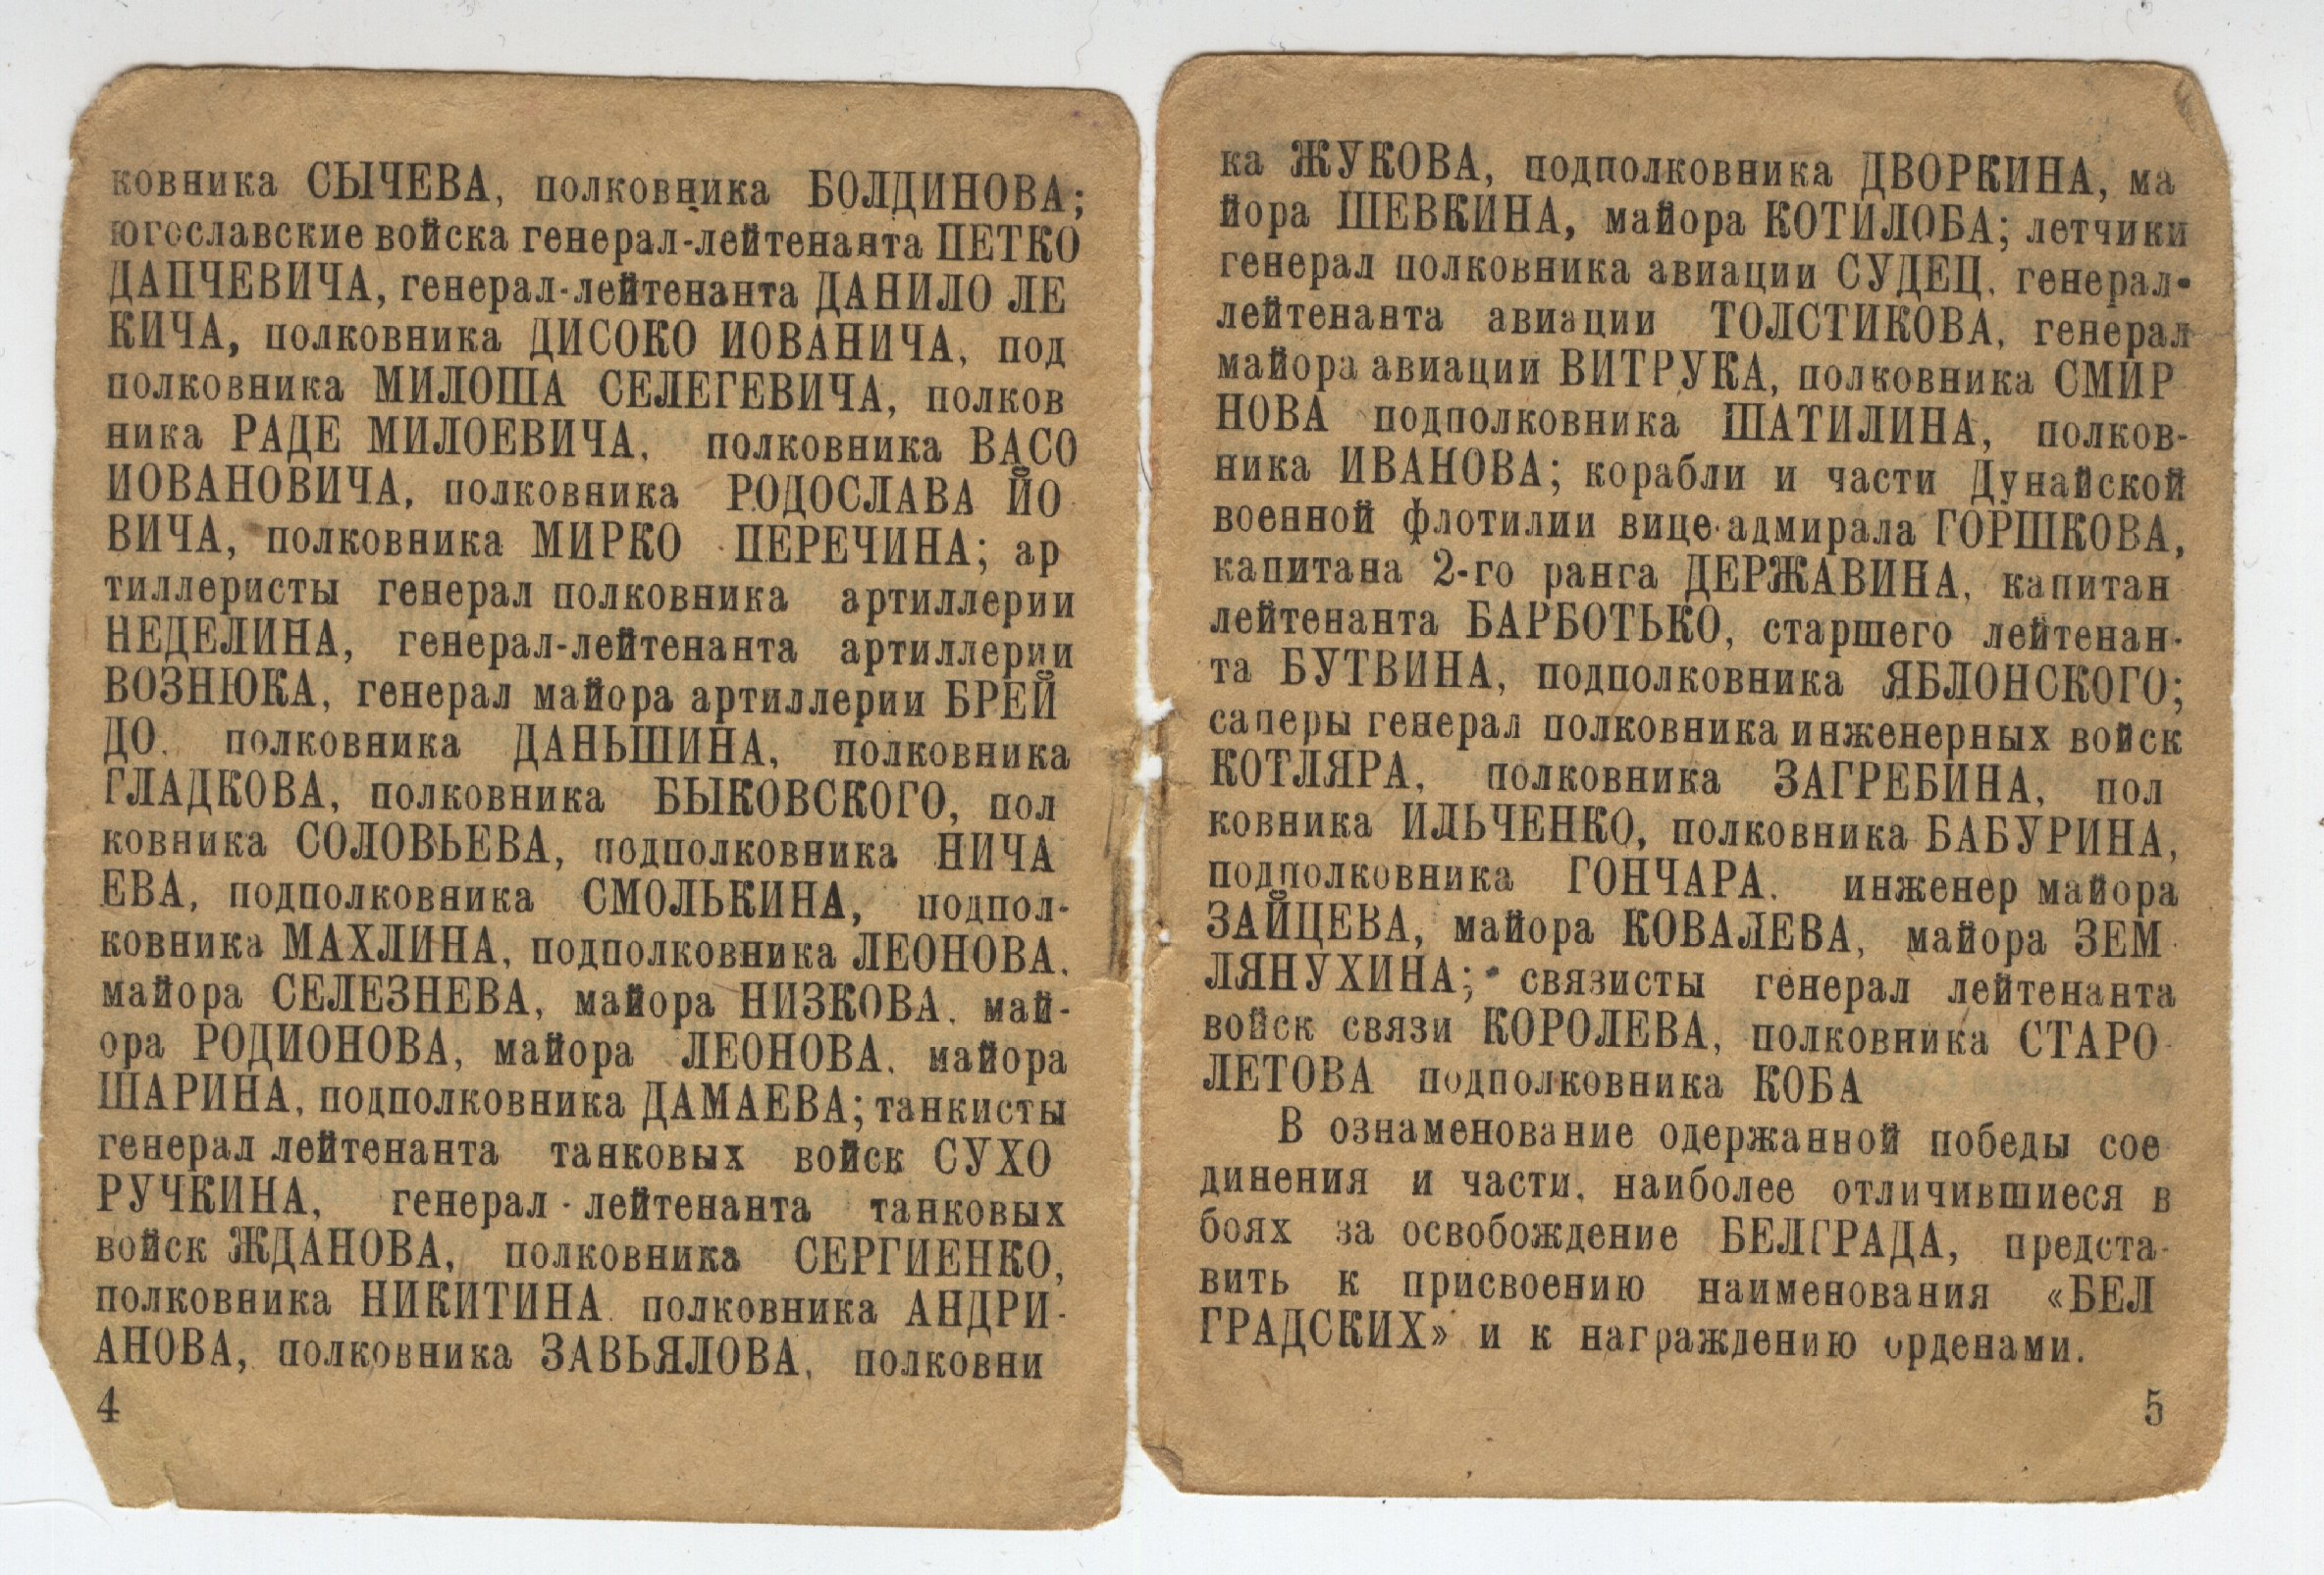 ковника СЫЧЕВА, полковника БОЛДИНОВА;
югославские войска генерал-лейтенанта ПЕТКО
ДАПЧЕВИЧА, генерал-лейтенанта ДАНИЛО ЛЕ
КИЧА, полковника ДИСОКО ИОВАНИЧА, под
полковника МИЛОША СЕЛЕГЕВИЧА, полков
ника РАДЕ МИЛОЕВИЧА, полковника ВАСО
ИОВАНОВИЧА, полковника РОДОСЛАВА ЙО
ВИЧА, полковника МИРКО ПЕРЕЧИНА; ар
тиллеристы генерал полковника артиллерии
НЕДЕЛИНА, генерал-лейтенанта артиллерии
ВОЗНЮКА, генерал майора артиллерии БРЕЙ
ДО, полковника ДАНЬШИНА, полковника
ГЛАДКОВА, полковника БЫКОВСКОГО, пол
ковника СОЛОВЬЕВА, подполковника НИЧА
ЕВА, подполковника СМОЛЬКИНА, подпол-
ковника МАХЛИНА, подполковника ЛЕОНОВА,
майора СЕЛЕЗНЕВА, майора НИЗКОВА, май-
ора РОДИОНОВА, майора ЛЕОНОВА, майора
ШАРИНА, подполковника ДАМАЕВА; танкисты
генерал лейтенанта танковых войск СУХО
РУЧКИНА, генерал-лейтенанта танковых
войск ЖДАНОВА, полковника СЕРГИЕНКО,
полковника НИКИТИНА. полковника АНДРИ-
АНОВА, полковника ЗАВЬЯЛОВА, полковни
4
ка ЖУКОВА, подполковника ДВОРКИНА, ма
йора ШЕВКИНА, майора КОТИЛОБА; летчики
генерал полковника авиации СУДЕЦ, генерал-
лейтенанта авиации ТОЛСТИКОВА, генерал
майора авиации ВИТРУКА, полковника СМИР
НОВА подполковника ШАТИЛИНА, полков-
ника ИВАНОВА; корабли и части Дунайской
военной флотилии вице-адмирала ГОРШКОВА,
капитана 2-го ранга ДЕРЖАВИНА, капитан
лейтенанта БАРБОТЬКО, старшего лейтенан-
та БУТВИНА, подполковника ЯБЛОНСКОГО;
саперы генерал полковника инженерных войск
КОТЛЯРА, полковника ЗАГРЕБИНА, пол
ковника ИЛЬЧЕНКО, полковника БАБУРИНА,
подполковника ГОНЧАРА, инженер майора
ЗАЙЦЕВА, майора КОВАЛЕВА, майора ЗЕМ
ЛЯНУХИНА; связисты генерал лейтенанта
войск связи КОРОЛЕВА, полковника СТАРО-
ЛЕТОВА подполковника КОБА
В ознаменование одержанной победы сое
динения и части, наиболее отличившиеся в
боях за освобождение БЕЛГРАДА, предста-
вить к присвоению наименования «БЕЛ
ГРАДСКИХ» и к награждению орденами.
5